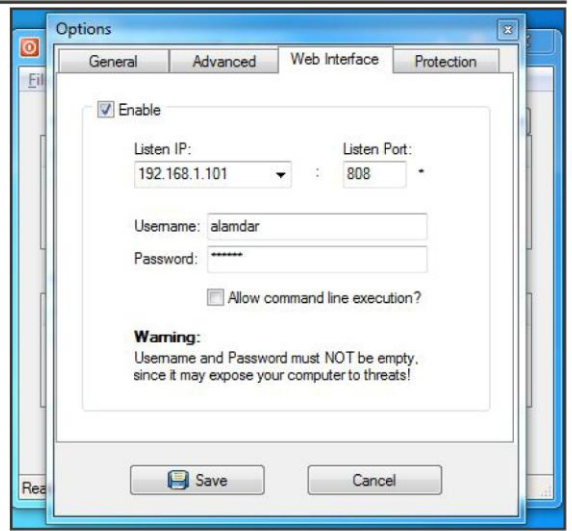 Options
General Advanced Web Interface Protection
Enable
Listen IP: Listen Port:
192.168.1.101 : 808 *
Username: alamdar
Password: ******
Allow command line execution?
Warning:
Username and Password must NOT be empty,
since it may expose your computer to threats!
Save Cancel